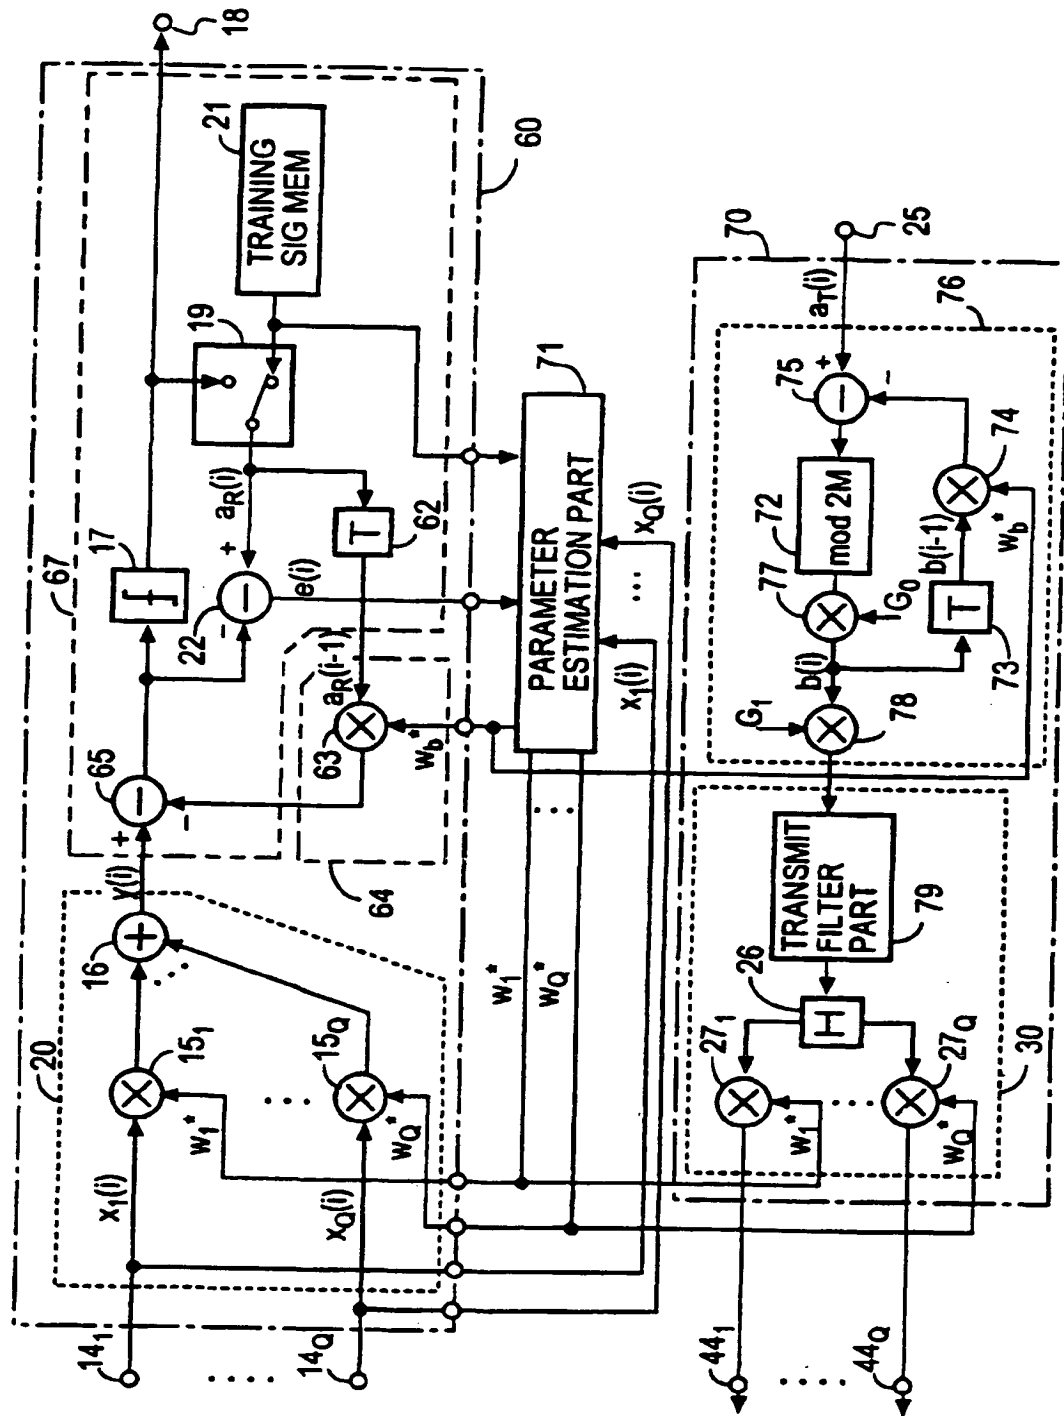 18
67
17
21
TRAINING
SIG MEM
19
a_R(i)
+
22
−
e(i)
T
62
60
65
+
−
y(i)
16
20
15_1
15_Q
x_1(i)
w_1*
x_Q(i)
w_Q*
14_1
14_Q
63
a_R(i-1)
w_b*
64
71
PARAMETER
ESTIMATION PART
x_1(i)
x_Q(i)
w_1*
w_Q*
70
25
a_T(i)
76
75
+
−
72
mod 2M
77
G_0
b(i)
b(i-1)
74
w_b*
T
73
G_1
78
TRANSMIT
FILTER
PART
79
26
H
27_1
27_Q
w_1*
w_Q*
30
44_1
44_Q